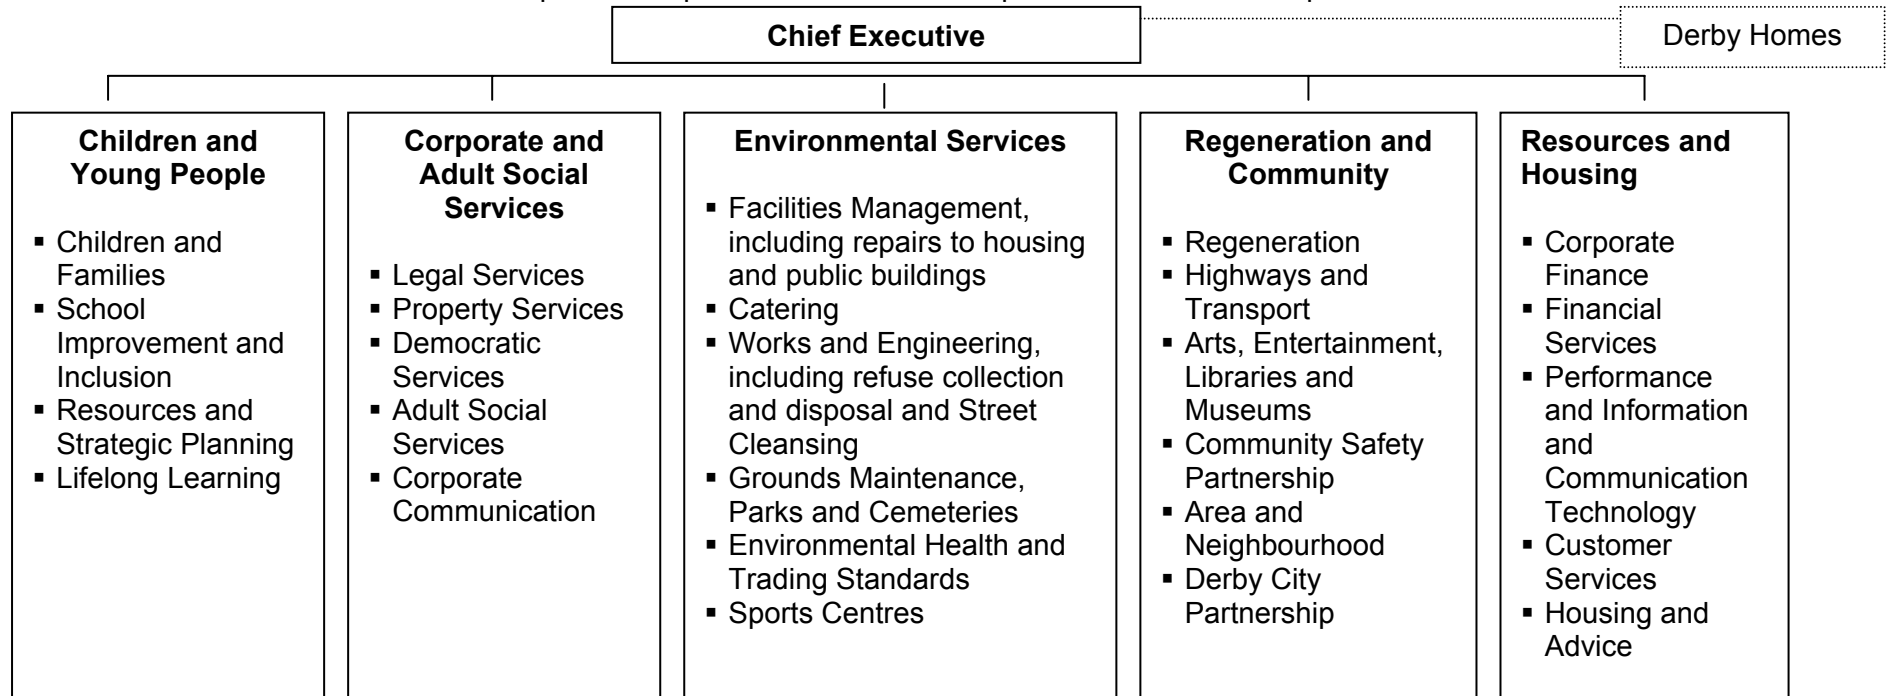 Chief Executive
Derby Homes
Children and
Young People
▪ Children and
Families
▪ School
Improvement and
Inclusion
▪ Resources and
Strategic Planning
▪ Lifelong Learning
Corporate and
Adult Social
Services
▪ Legal Services
▪ Property Services
▪ Democratic
Services
▪ Adult Social
Services
▪ Corporate
Communication
Environmental Services
▪ Facilities Management,
including repairs to housing
and public buildings
▪ Catering
▪ Works and Engineering,
including refuse collection
and disposal and Street
Cleansing
▪ Grounds Maintenance,
Parks and Cemeteries
▪ Environmental Health and
Trading Standards
▪ Sports Centres
Regeneration and
Community
▪ Regeneration
▪ Highways and
Transport
▪ Arts, Entertainment,
Libraries and
Museums
▪ Community Safety
Partnership
▪ Area and
Neighbourhood
▪ Derby City
Partnership
Resources and
Housing
▪ Corporate
Finance
▪ Financial
Services
▪ Performance
and Information
and
Communication
Technology
▪ Customer
Services
▪ Housing and
Advice